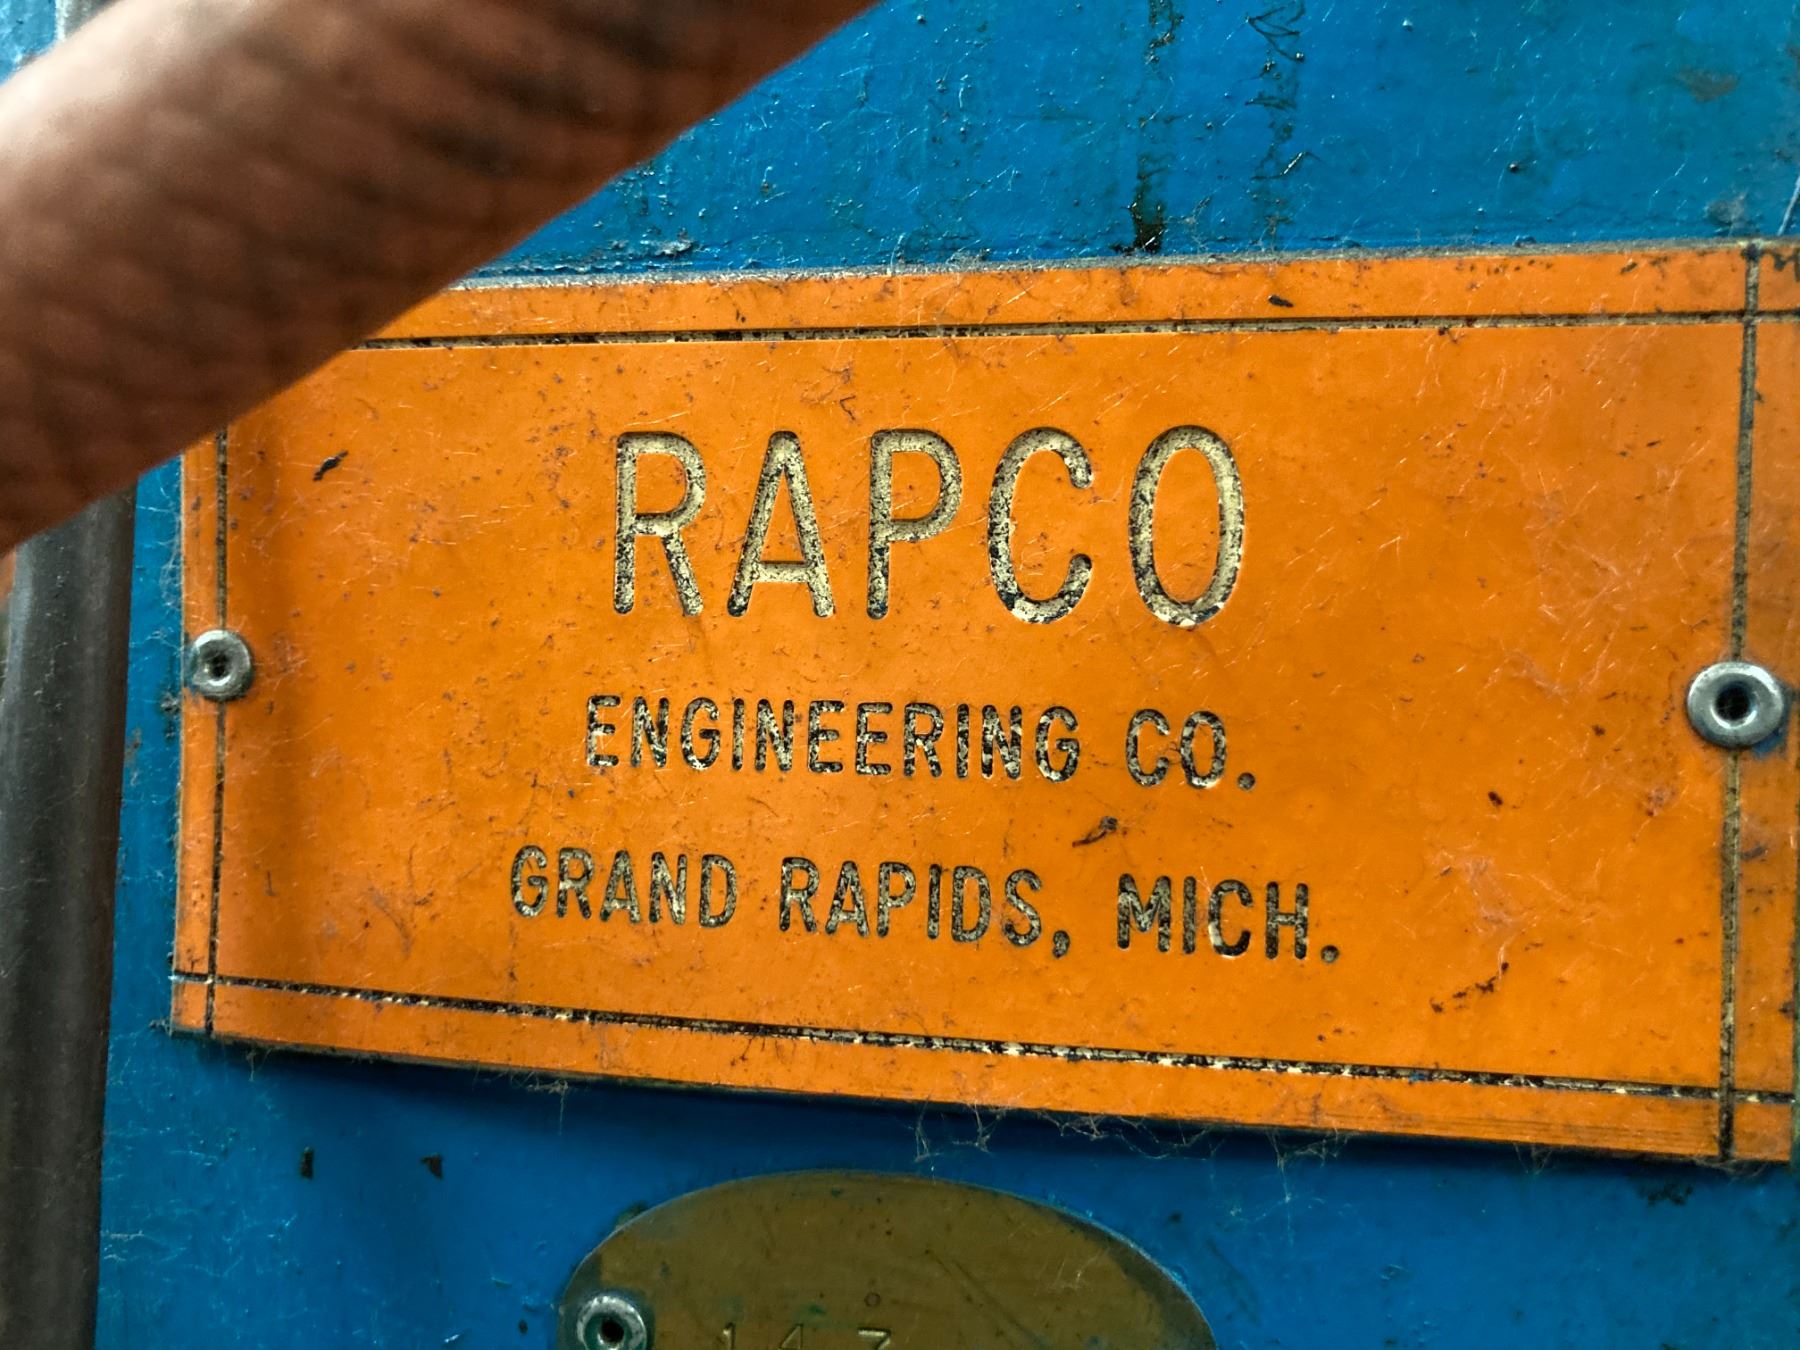 RAPCO
ENGINEERING CO.
GRAND RAPIDS, MICH.